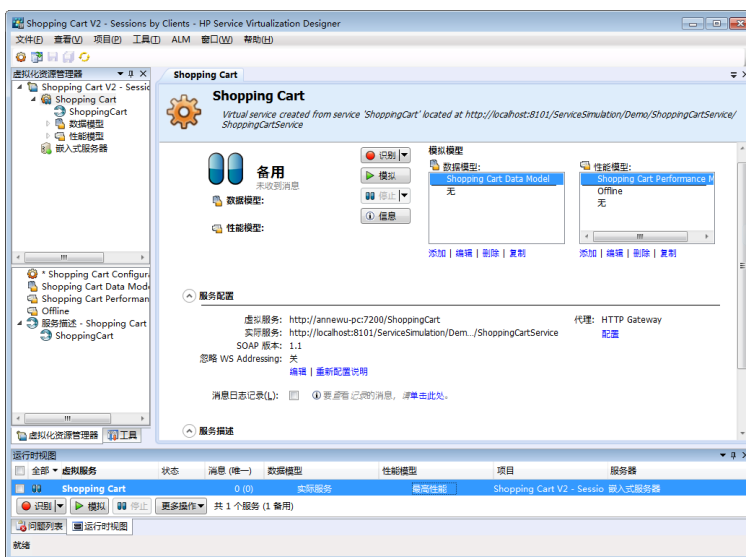 Shopping Cart V2 - Sessions by Clients - HP Service Virtualization Designer
文件(F) 查看(V) 项目(P) 工具(T) ALM 窗口(W) 帮助(H)
虚拟化资源管理器
Shopping Cart V2 - Sessio
Shopping Cart
ShoppingCart
数据模型
性能模型
嵌入式服务器
* Shopping Cart Configura
Shopping Cart Data Mode
Shopping Cart Performan
Offline
服务描述 - Shopping Cart
ShoppingCart
虚拟化资源管理器 工具
Shopping Cart
Shopping Cart
Virtual service created from service 'ShoppingCart' located at http://localhost:8101/ServiceSimulation/Demo/ShoppingCartService/
ShoppingCartService
备用
未收到消息
数据模型:
性能模型:
识别
模拟
停止
信息
模拟模型
数据模型:
Shopping Cart Data Model
无
添加 | 编辑 | 删除 | 复制
性能模型:
Shopping Cart Performance M
Offline
无
添加 | 编辑 | 删除 | 复制
服务配置
虚拟服务: http://annewu-pc:7200/ShoppingCart
实际服务: http://localhost:8101/ServiceSimulation/Dem.../ShoppingCartService
SOAP 版本: 1.1
忽略 WS Addressing: 关
编辑 | 重新配置说明
代理: HTTP Gateway
配置
消息日志记录(L): 要查看记录的消息，请单击此处。
服务描述
运行时视图
全部 虚拟服务 状态 消息 (唯一) 数据模型 性能模型 项目 服务器
Shopping Cart 0 (0) 实际服务 最高性能 Shopping Cart V2 - Sessio 嵌入式服务器
识别 模拟 停止 更多操作 共 1 个服务 (1 备用)
问题列表 运行时视图
就绪